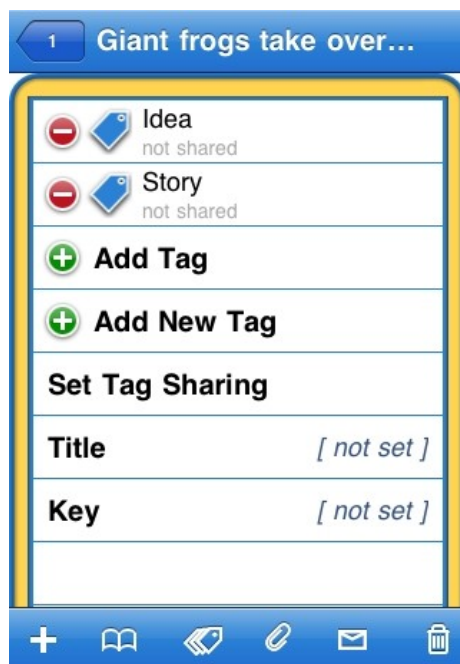 1
Giant frogs take over...
Idea
not shared
Story
not shared
Add Tag
Add New Tag
Set Tag Sharing
Title [ not set ]
Key [ not set ]